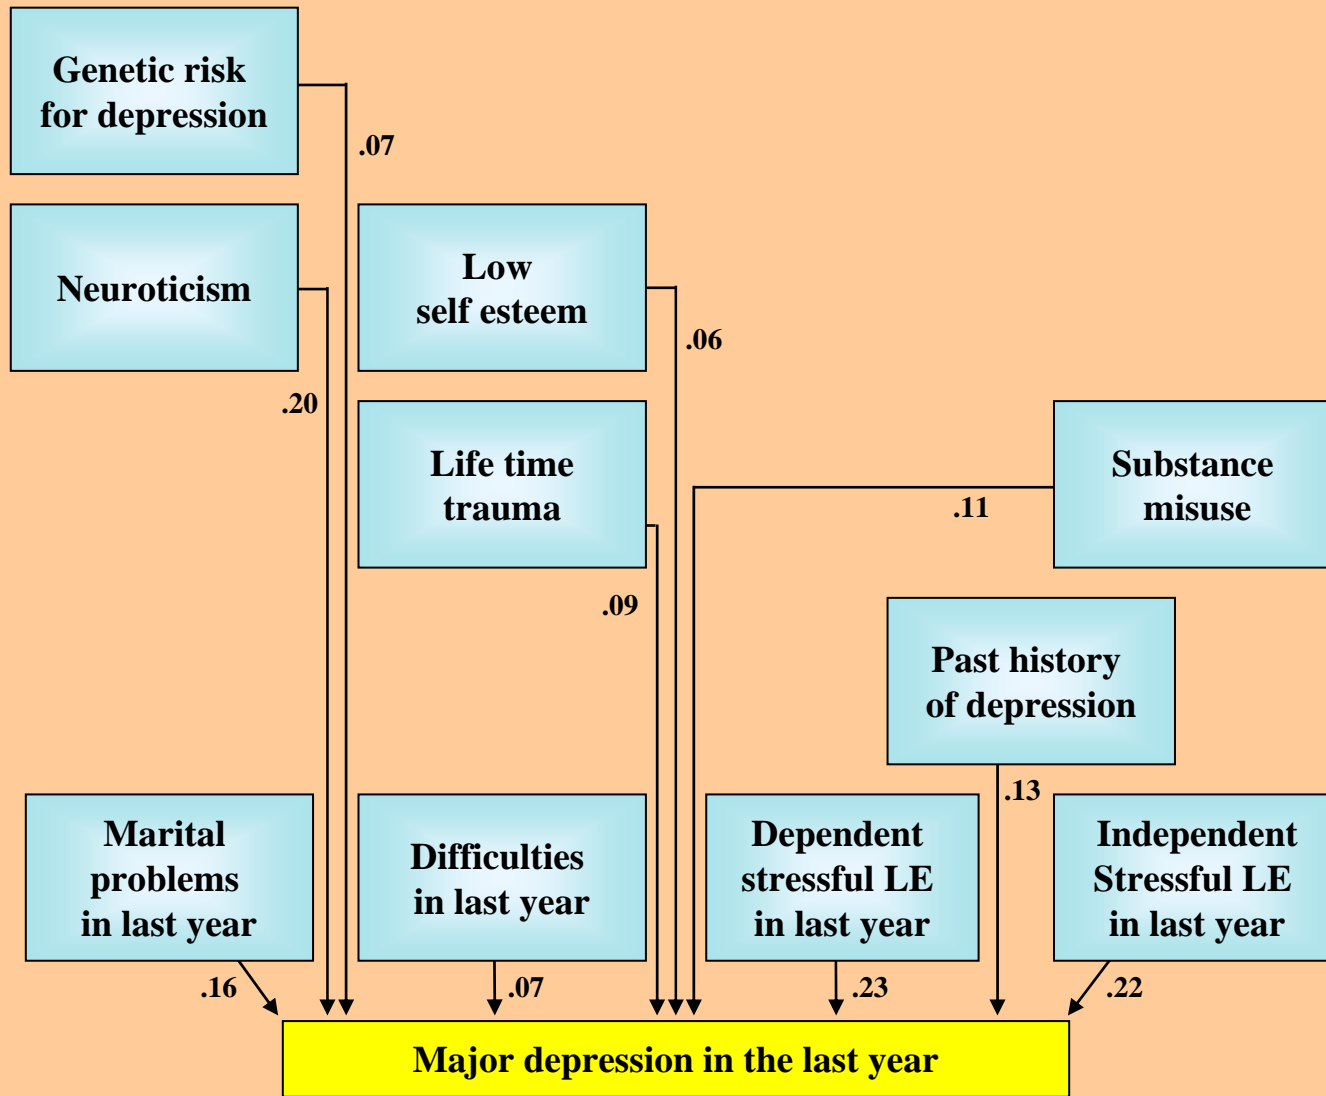 Genetic risk
for depression
.07
Neuroticism
.20
Low
self esteem
.06
Life time
trauma
.09
Substance
misuse
.11
Past history
of depression
.13
Marital
problems
in last year
.16
Difficulties
in last year
.07
Dependent
stressful LE
in last year
.23
Independent
Stressful LE
in last year
.22
Major depression in the last year